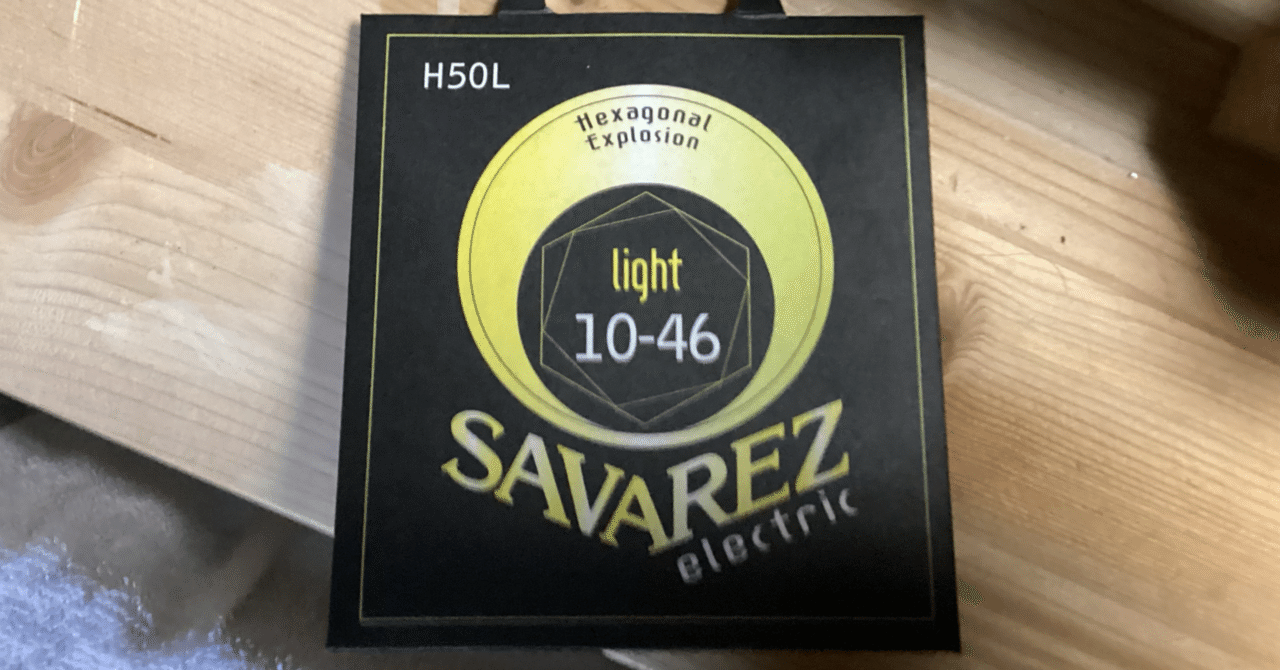 H50L
Hexagonal
Explosion
light
10-46
SAVAREZ
electric